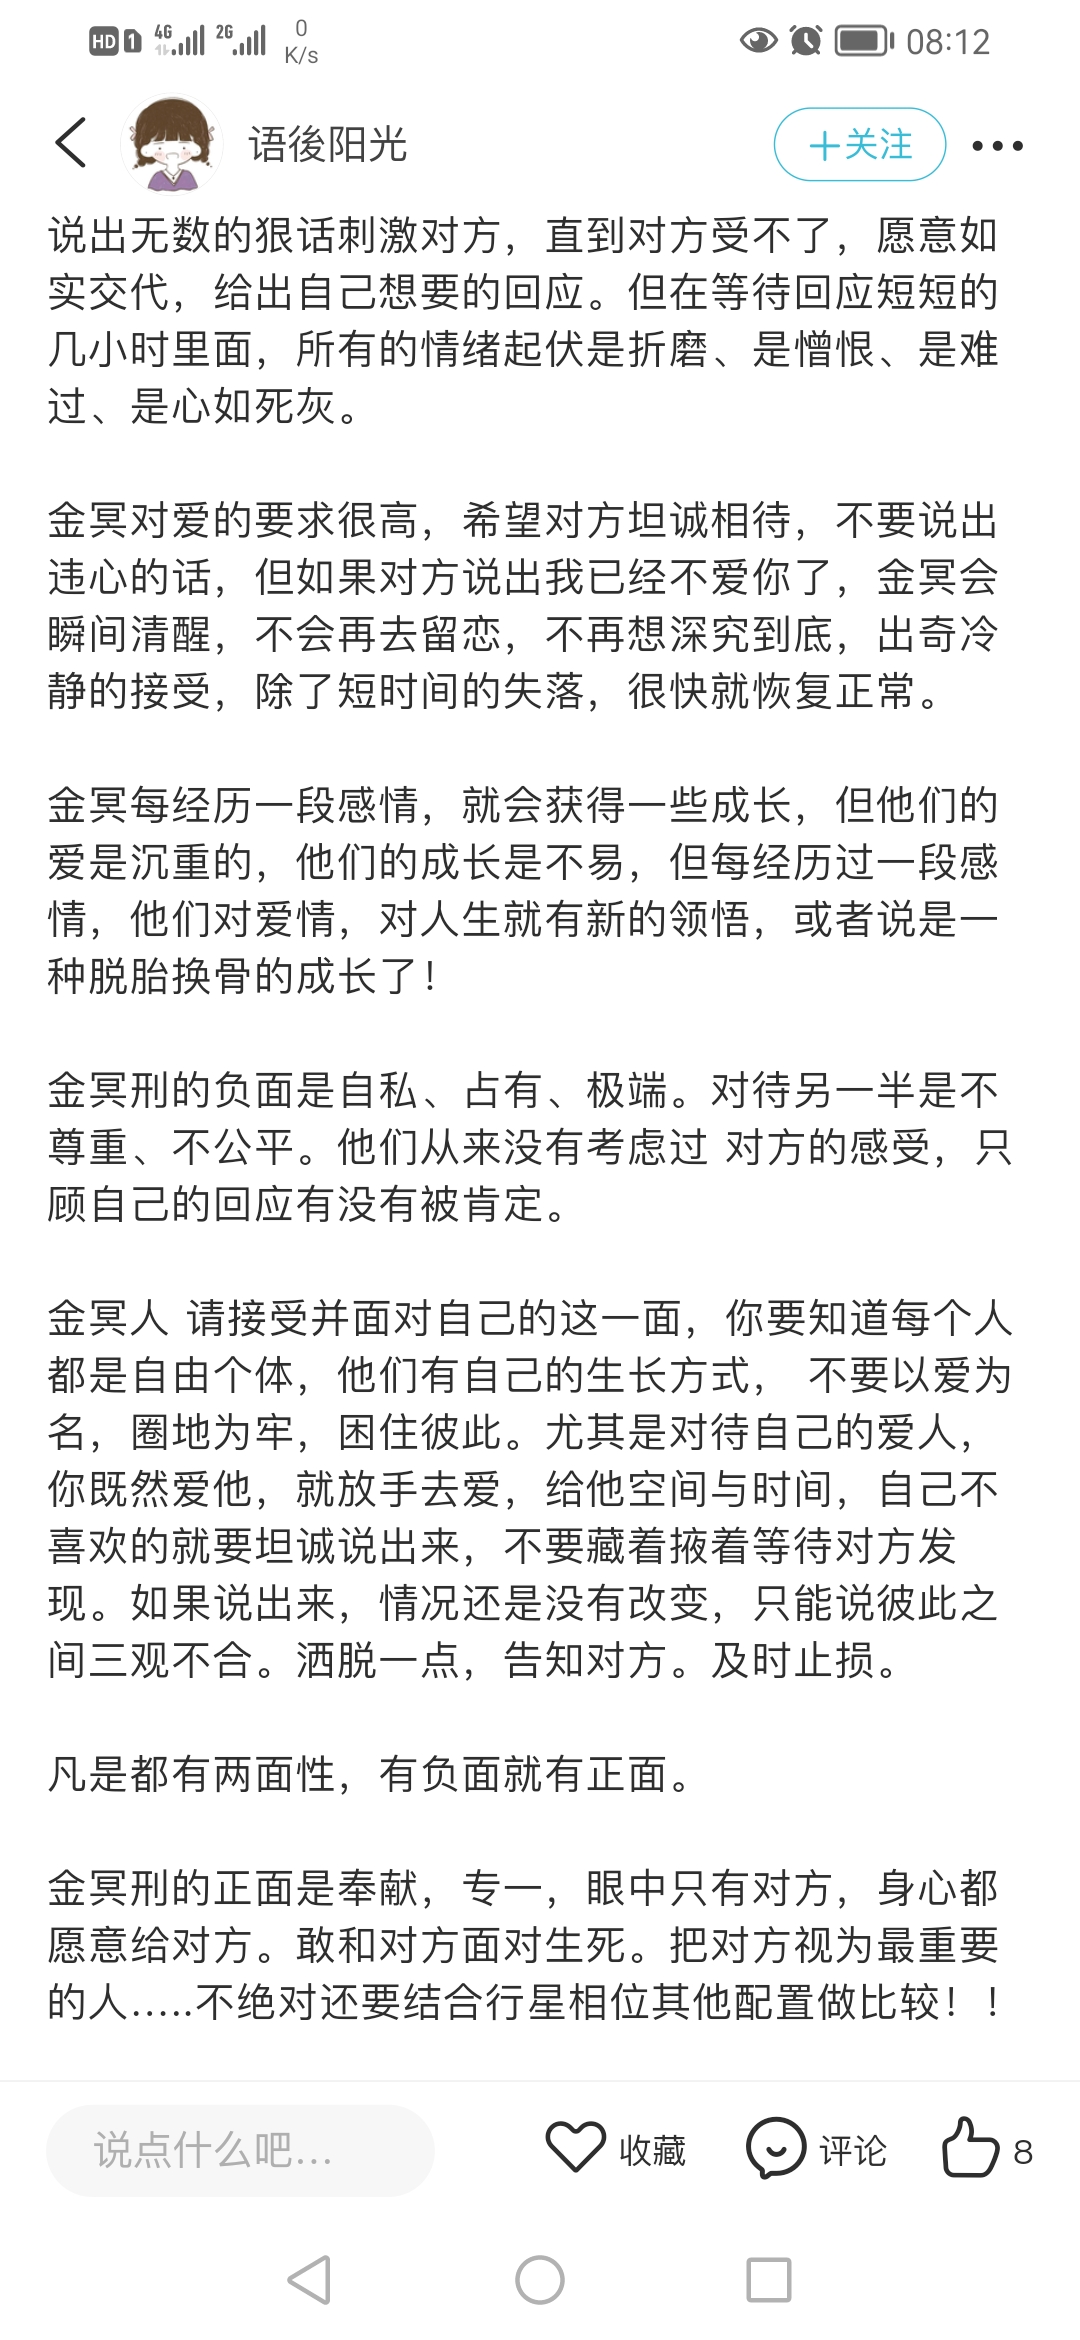 HD 1 4G 2G 0 K/s 08:12
语後阳光 +关注
说出无数的狠话刺激对方，直到对方受不了，愿意如
实交代，给出自己想要的回应。但在等待回应短短的
几小时里面，所有的情绪起伏是折磨、是憎恨、是难
过、是心如死灰。
金冥对爱的要求很高，希望对方坦诚相待，不要说出
违心的话，但如果对方说出我已经不爱你了，金冥会
瞬间清醒，不会再去留恋，不再想深究到底，出奇冷
静的接受，除了短时间的失落，很快就恢复正常。
金冥每经历一段感情，就会获得一些成长，但他们的
爱是沉重的，他们的成长是不易，但每经历过一段感
情，他们对爱情，对人生就有新的领悟，或者说是一
种脱胎换骨的成长了！
金冥刑的负面是自私、占有、极端。对待另一半是不
尊重、不公平。他们从来没有考虑过 对方的感受，只
顾自己的回应有没有被肯定。
金冥人 请接受并面对自己的这一面，你要知道每个人
都是自由个体，他们有自己的生长方式， 不要以爱为
名，圈地为牢，困住彼此。尤其是对待自己的爱人，
你既然爱他，就放手去爱，给他空间与时间，自己不
喜欢的就要坦诚说出来，不要藏着掖着等待对方发
现。如果说出来，情况还是没有改变，只能说彼此之
间三观不合。洒脱一点，告知对方。及时止损。
凡是都有两面性，有负面就有正面。
金冥刑的正面是奉献，专一，眼中只有对方，身心都
愿意给对方。敢和对方面对生死。把对方视为最重要
的人.....不绝对还要结合行星相位其他配置做比较！！
说点什么吧... 收藏 评论 8